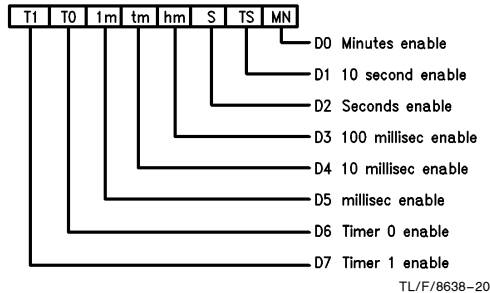 T1 T0 1m tm hm S TS MN
D0 Minutes enable
D1 10 second enable
D2 Seconds enable
D3 100 millisec enable
D4 10 millisec enable
D5 millisec enable
D6 Timer 0 enable
D7 Timer 1 enable
TL/F/8638–20